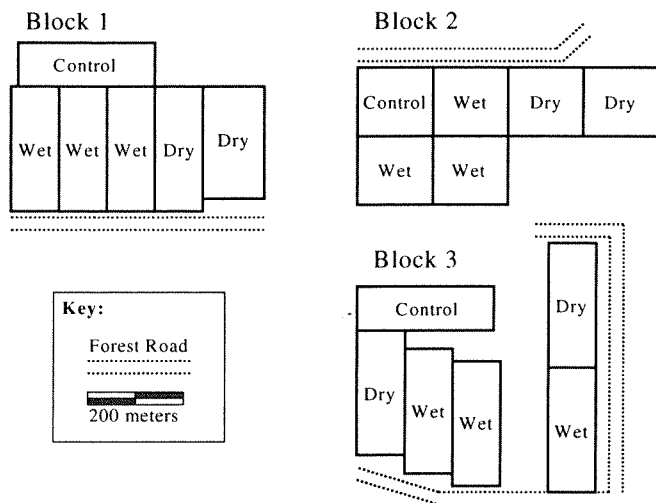 Block 1
Control
Wet Wet Wet Dry Dry
Block 2
Control Wet Dry Dry
Wet Wet
Block 3
Control
Dry Wet Wet
Dry
Wet
Key:
Forest Road
200 meters